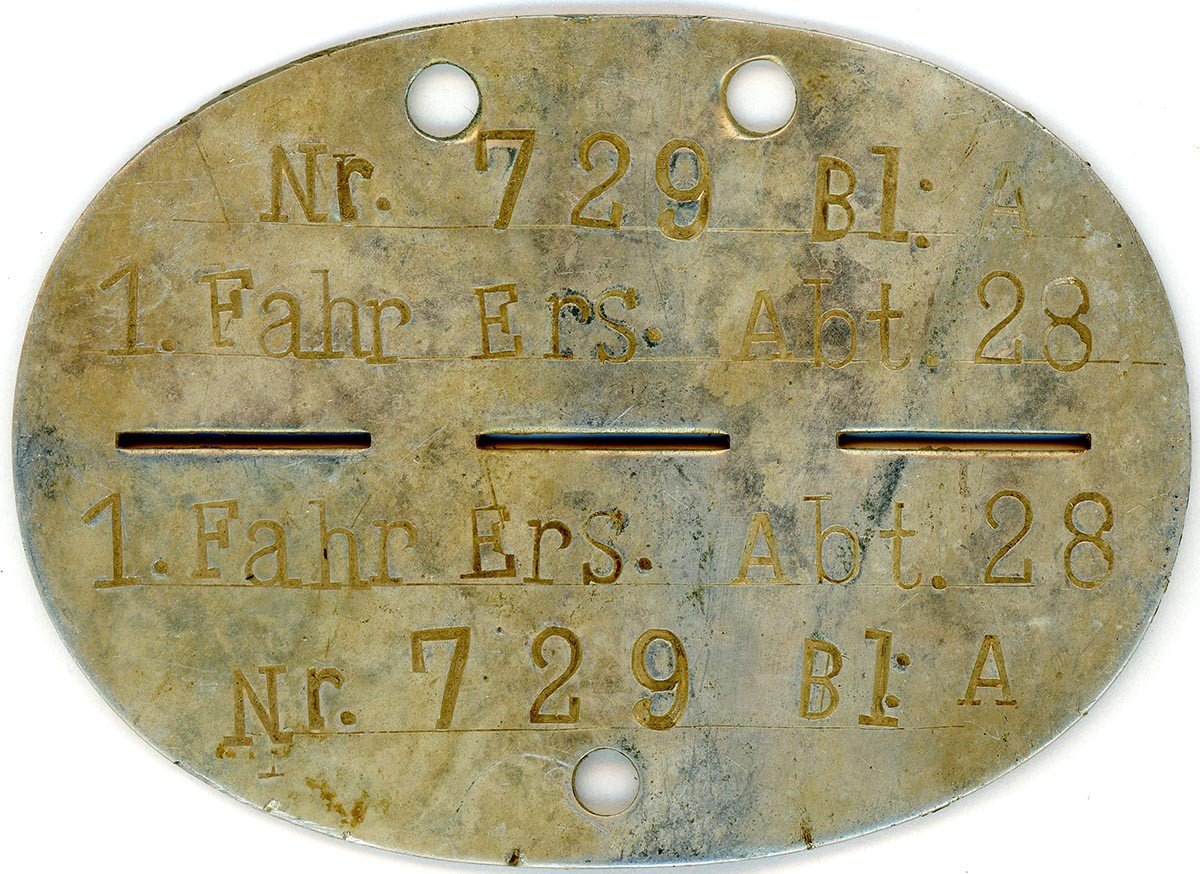 Nr. 729 Bl: A
1. Fahr Ers. Abt. 28
1. Fahr Ers. Abt. 28
Nr. 729 Bl: A